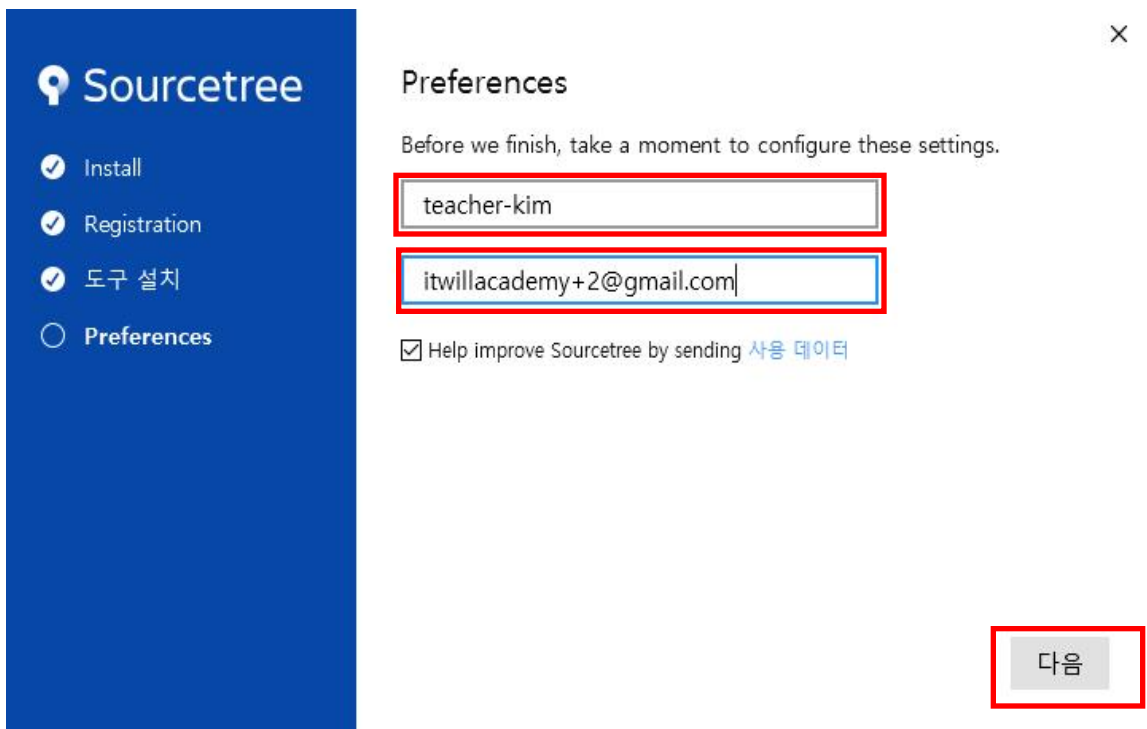 Sourcetree
Install
Registration
도구 설치
Preferences
Preferences
Before we finish, take a moment to configure these settings.
teacher-kim
itwillacademy+2@gmail.com
Help improve Sourcetree by sending 사용 데이터
다음